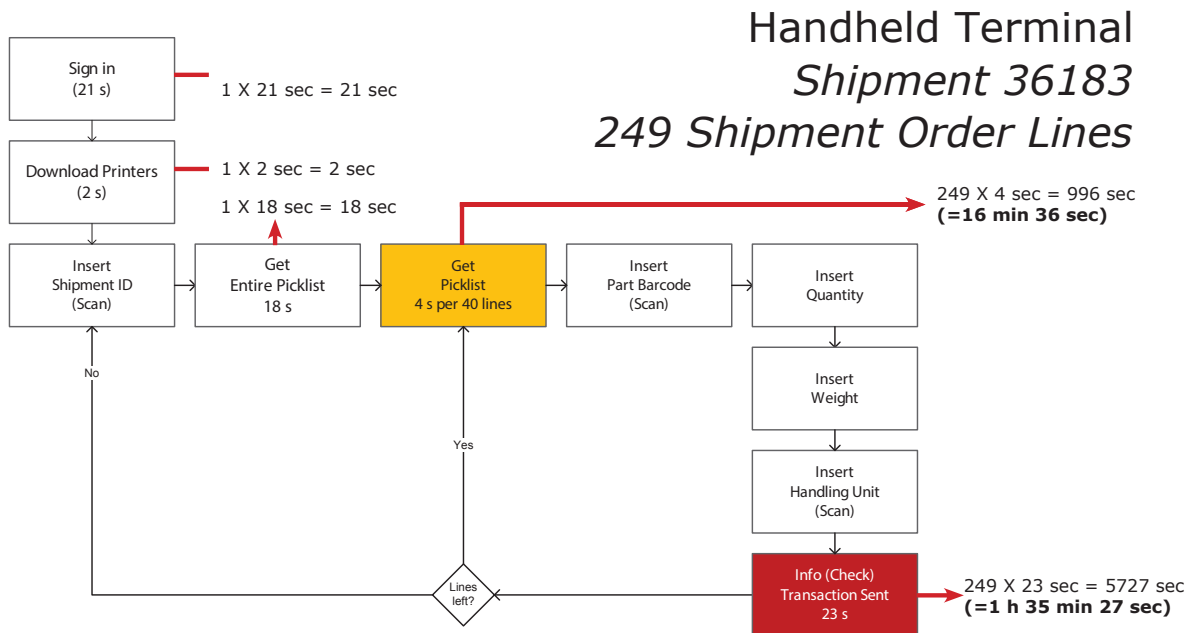 Handheld Terminal
Shipment 36183
249 Shipment Order Lines
Sign in
(21 s)
1 X 21 sec = 21 sec
Download Printers
(2 s)
1 X 2 sec = 2 sec
1 X 18 sec = 18 sec
249 X 4 sec = 996 sec
(=16 min 36 sec)
Insert
Shipment ID
(Scan)
Get
Entire Picklist
18 s
Get
Picklist
4 s per 40 lines
Insert
Part Barcode
(Scan)
Insert
Quantity
No
Yes
Insert
Weight
Insert
Handling Unit
(Scan)
Lines
left?
Info (Check)
Transaction Sent
23 s
249 X 23 sec = 5727 sec
(=1 h 35 min 27 sec)